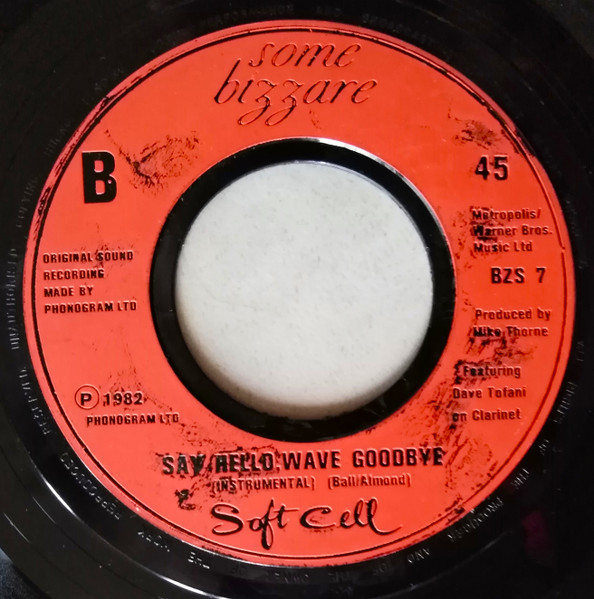 some
bizzare
B
45
ORIGINAL SOUND
RECORDING
MADE BY
PHONOGRAM LTD
Metropolis/
Warner Bros.
Music Ltd
BZS 7
Produced by
Mike Thorne
Featuring
Dave Tofani
on Clarinet
P 1982
PHONOGRAM LTD
SAY HELLO, WAVE GOODBYE
(INSTRUMENTAL) (Ball/Almond)
Soft Cell